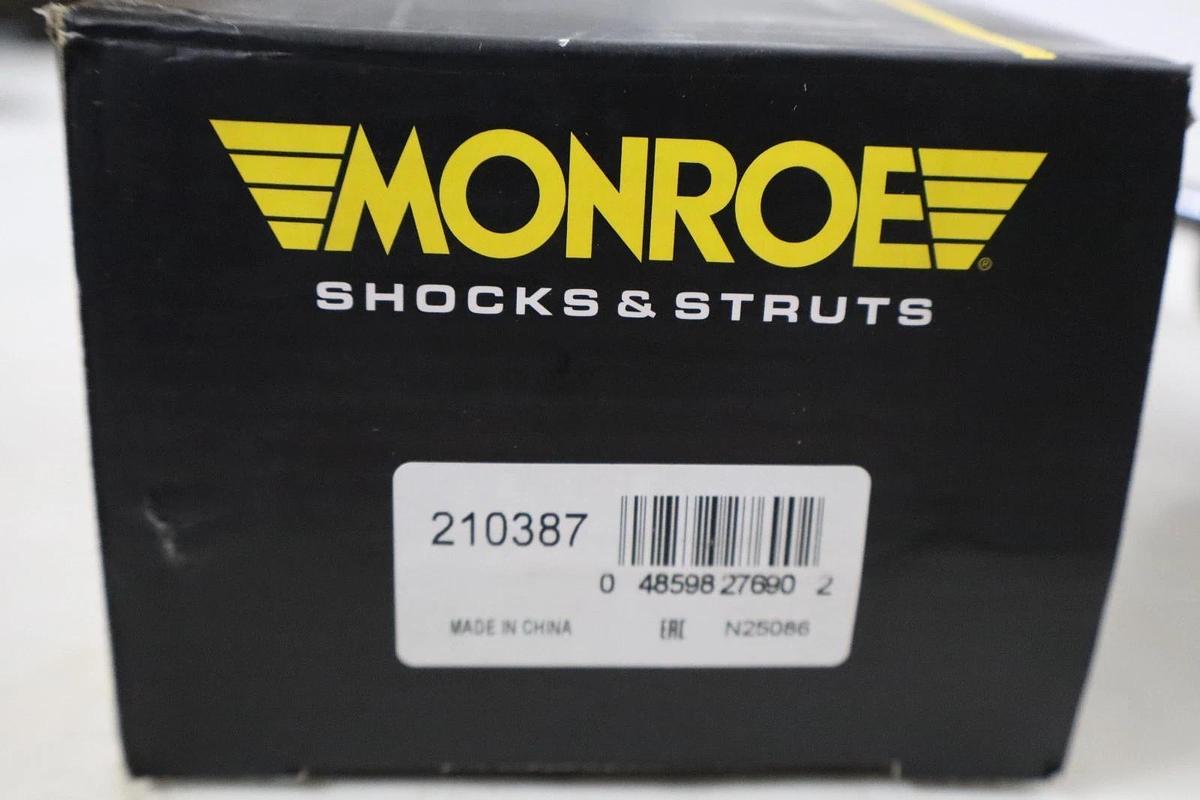 MONROE®
SHOCKS & STRUTS
210387
0 48598 27690 2
MADE IN CHINA EAC N25086